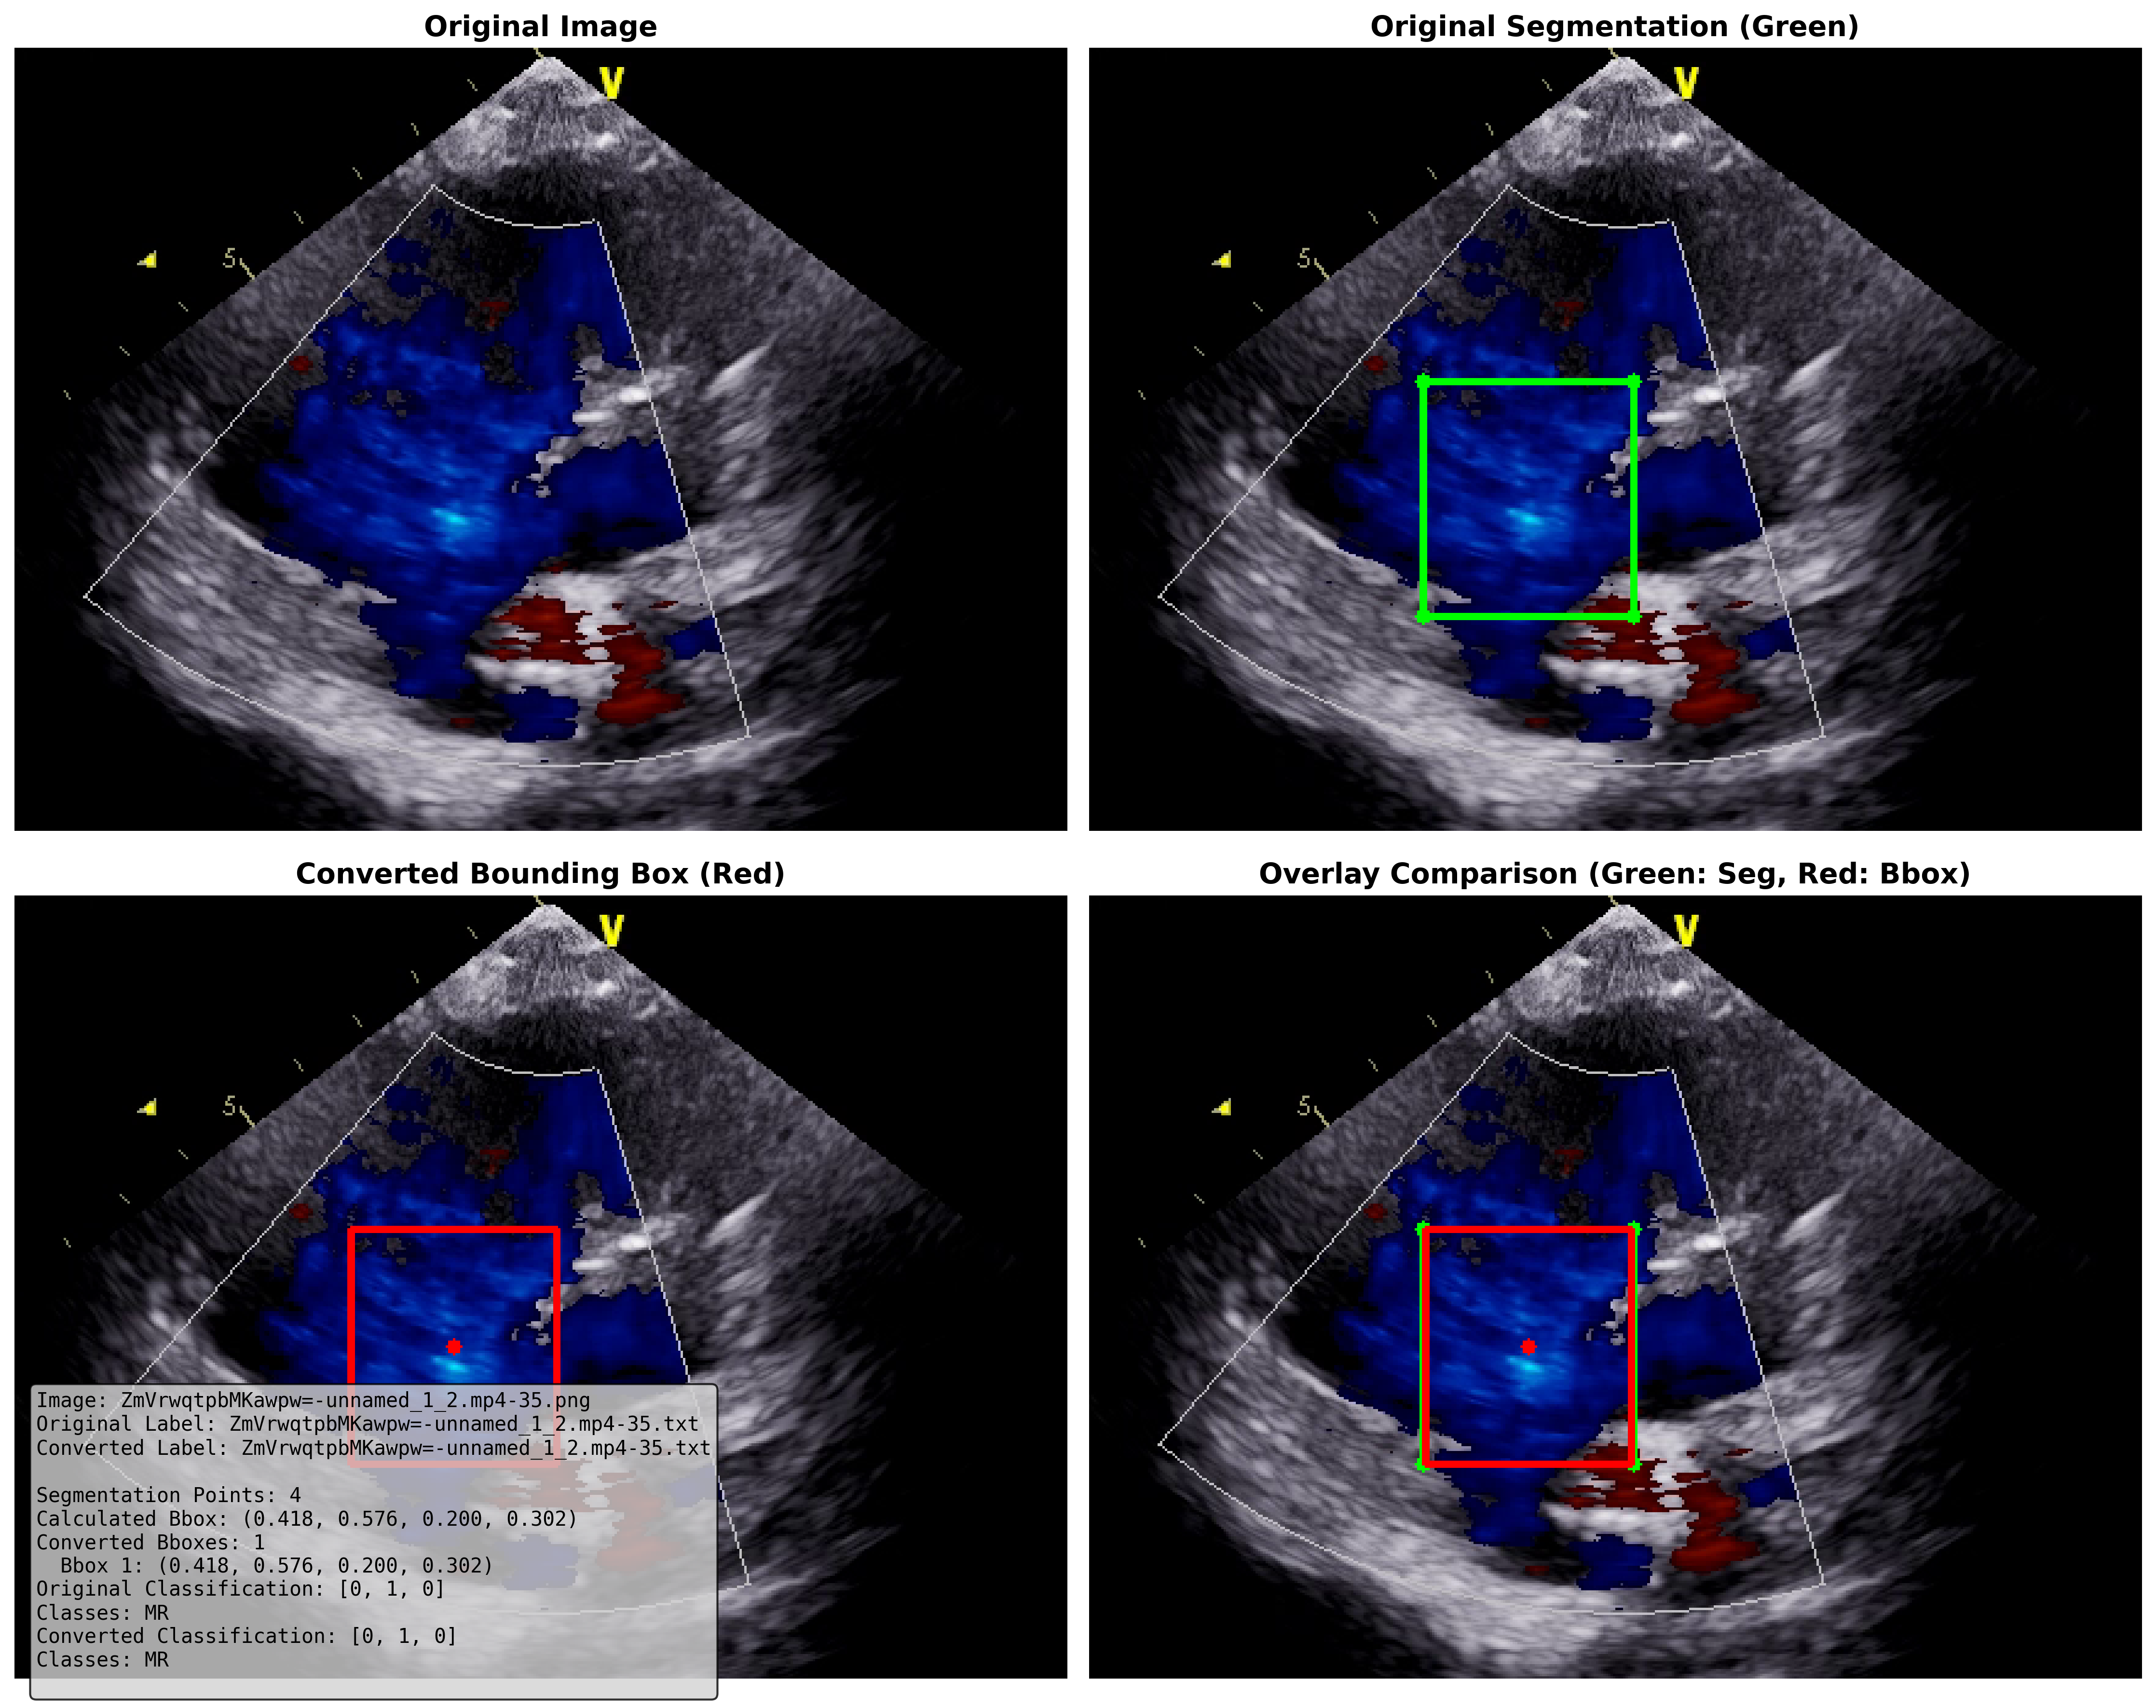 Original Image
Original Segmentation (Green)
V
5
V
5
Converted Bounding Box (Red)
Overlay Comparison (Green: Seg, Red: Bbox)
V
5
V
5
Image: ZmVrwqtpbMKawpw=-unnamed_1_2.mp4-35.png
Original Label: ZmVrwqtpbMKawpw=-unnamed_1_2.mp4-35.txt
Converted Label: ZmVrwqtpbMKawpw=-unnamed_1_2.mp4-35.txt
Segmentation Points: 4
Calculated Bbox: (0.418, 0.576, 0.200, 0.302)
Converted Bboxes: 1
Bbox 1: (0.418, 0.576, 0.200, 0.302)
Original Classification: [0, 1, 0]
Classes: MR
Converted Classification: [0, 1, 0]
Classes: MR